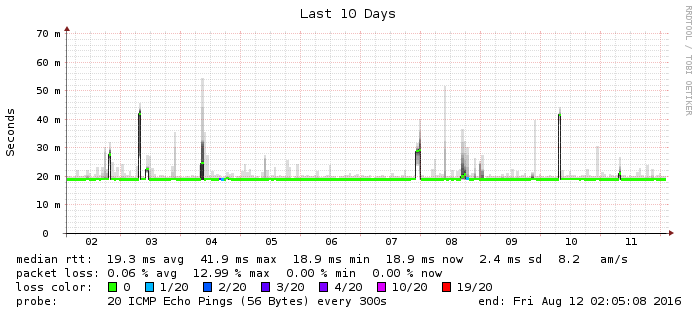 Last 10 Days
RRDTOOL / TOBI OETIKER
Seconds
70 m
60 m
50 m
40 m
30 m
20 m
10 m
0
02 03 04 05 06 07 08 09 10 11
median rtt: 19.3 ms avg 41.9 ms max 18.9 ms min 18.9 ms now 2.4 ms sd 8.2 am/s
packet loss: 0.06 % avg 12.99 % max 0.00 % min 0.00 % now
loss color: 0 1/20 2/20 3/20 4/20 10/20 19/20
probe: 20 ICMP Echo Pings (56 Bytes) every 300s end: Fri Aug 12 02:05:08 2016